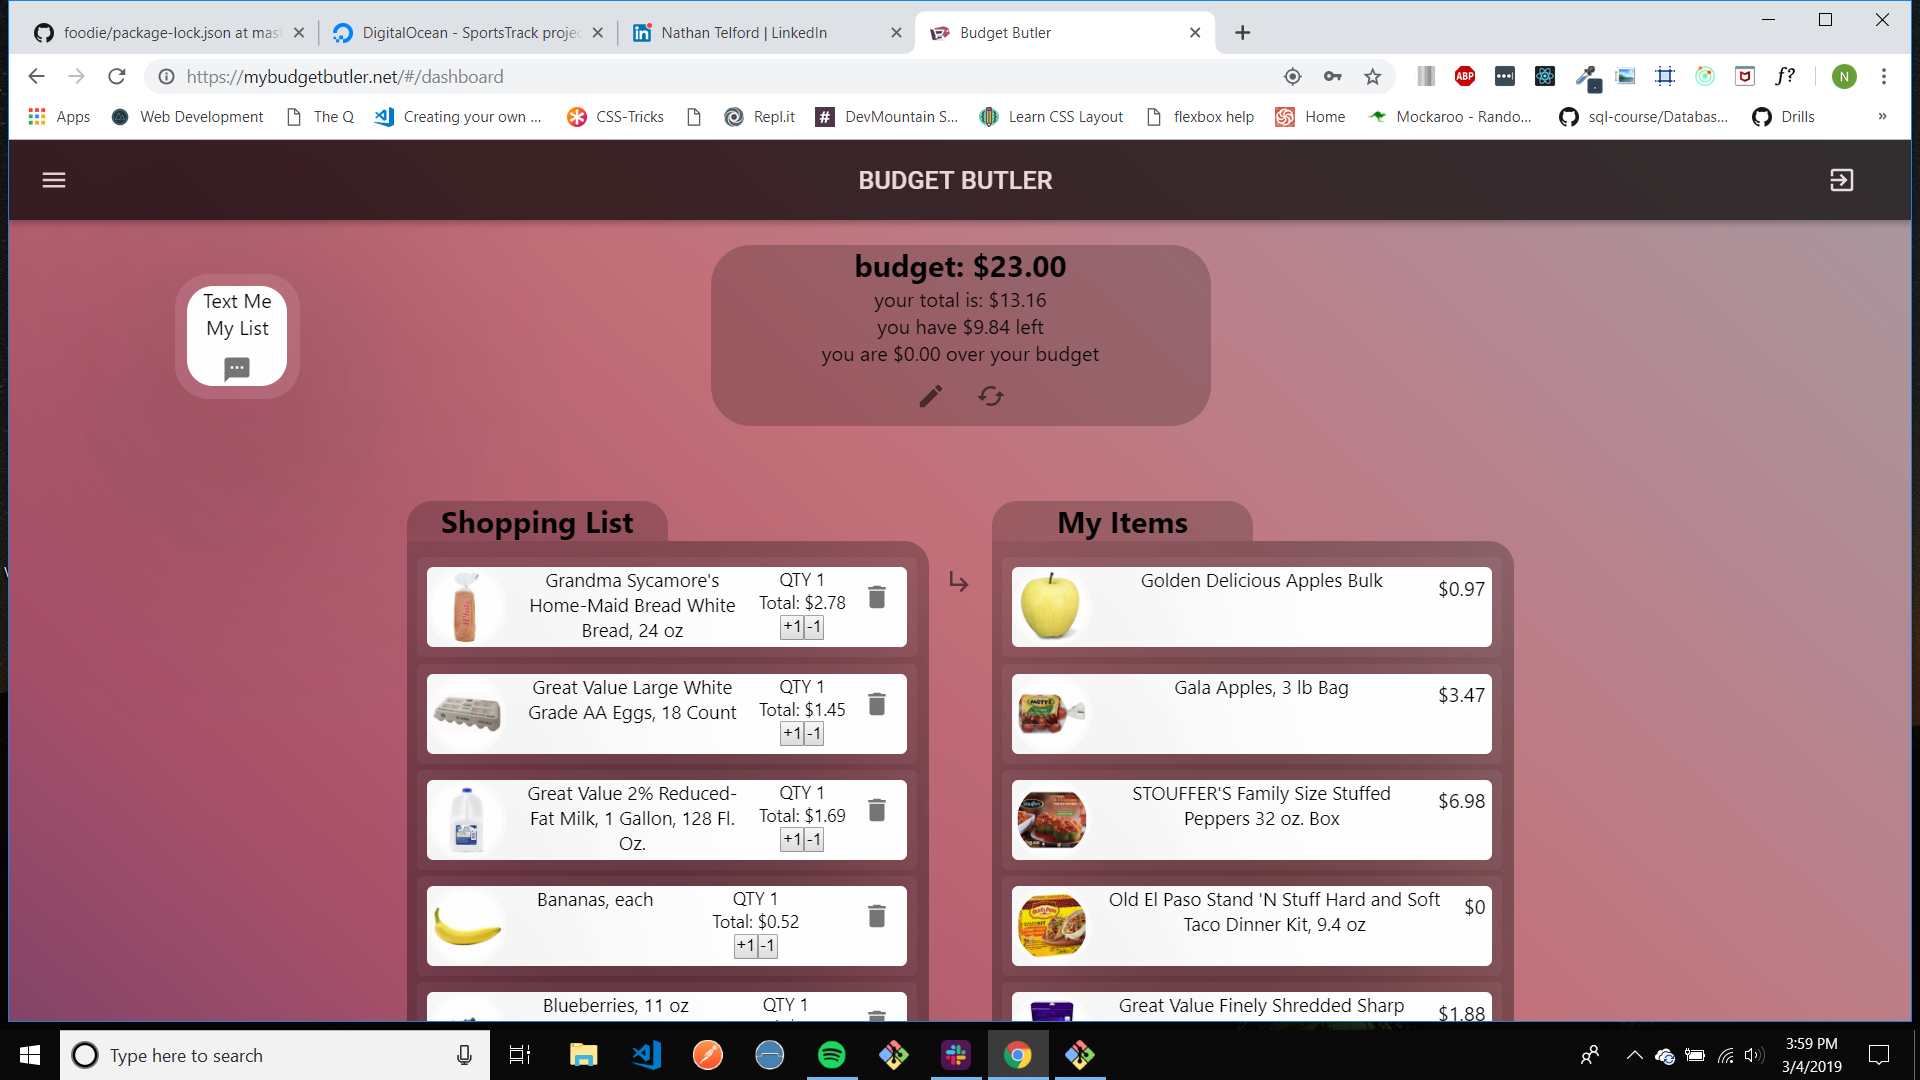 foodie/package-lock.json at mast
DigitalOcean - SportsTrack projec
Nathan Telford | LinkedIn
Budget Butler
https://mybudgetbutler.net/#/dashboard
ABP
f?
N
Apps
Web Development
The Q
Creating your own ...
CSS-Tricks
Repl.it
DevMountain S...
Learn CSS Layout
flexbox help
Home
Mockaroo - Rando...
sql-course/Databas...
Drills
»
BUDGET BUTLER
Text Me
My List
budget: $23.00
your total is: $13.16
you have $9.84 left
you are $0.00 over your budget
Shopping List
Grandma Sycamore's
Home-Maid Bread White
Bread, 24 oz
QTY 1
Total: $2.78
+1 -1
Great Value Large White
Grade AA Eggs, 18 Count
QTY 1
Total: $1.45
+1 -1
Great Value 2% Reduced-
Fat Milk, 1 Gallon, 128 Fl.
Oz.
QTY 1
Total: $1.69
+1 -1
Bananas, each
QTY 1
Total: $0.52
+1 -1
Blueberries, 11 oz
QTY 1
My Items
Golden Delicious Apples Bulk
$0.97
Gala Apples, 3 lb Bag
$3.47
STOUFFER'S Family Size Stuffed
Peppers 32 oz. Box
$6.98
Old El Paso Stand 'N Stuff Hard and Soft
Taco Dinner Kit, 9.4 oz
$0
Great Value Finely Shredded Sharp
$1.88
Type here to search
3:59 PM
3/4/2019